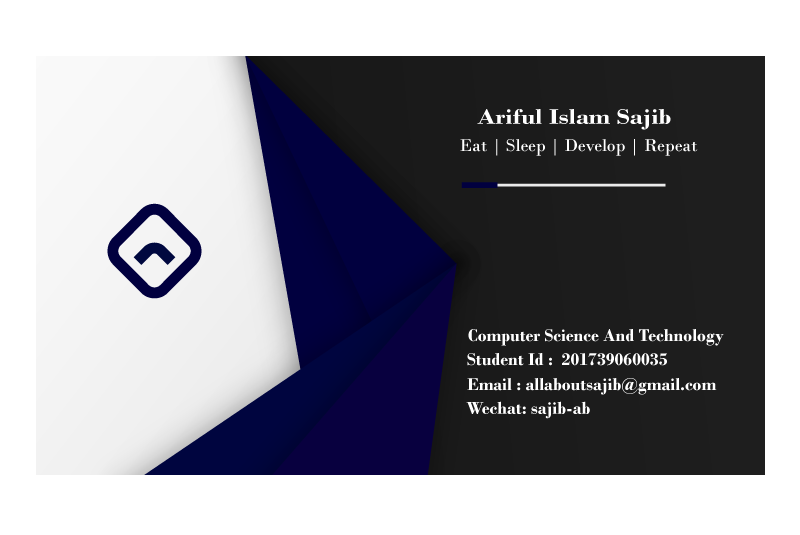 Ariful Islam Sajib
Eat | Sleep | Develop | Repeat
Computer Science And Technology
Student Id :  201739060035
Email : allaboutsajib@gmail.com
Wechat: sajib-ab